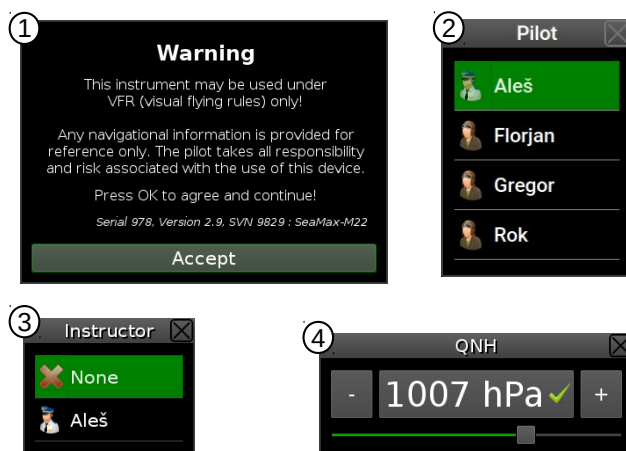 1
Warning
This instrument may be used under
VFR (visual flying rules) only!
Any navigational information is provided for
reference only. The pilot takes all responsibility
and risk associated with the use of this device.
Press OK to agree and continue!
Serial 978, Version 2.9, SVN 9829 : SeaMax-M22
Accept
2
Pilot
Aleš
Florjan
Gregor
Rok
3
Instructor
None
Aleš
4
QNH
- 1007 hPa +